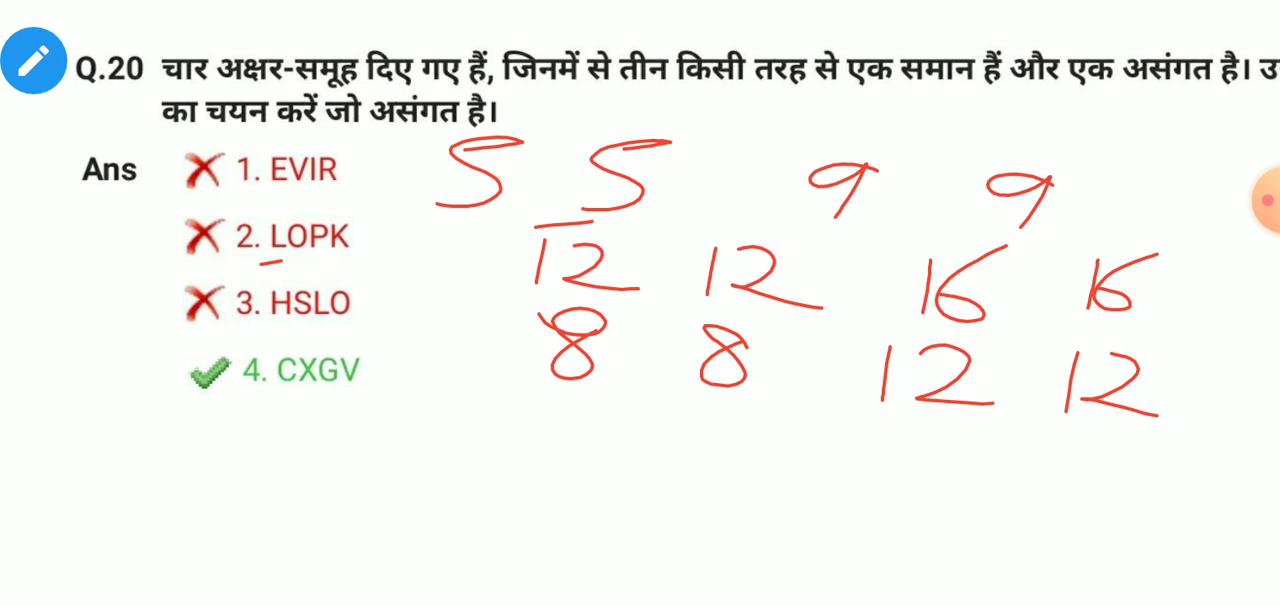 Q.20 चार अक्षर-समूह दिए गए हैं, जिनमें से तीन किसी तरह से एक समान हैं और एक असंगत है। उ
का चयन करें जो असंगत है।
Ans 1. EVIR 5 5 9 9
2. LOPK 12 12 16 16
3. HSLO 8 8 12 12
4. CXGV